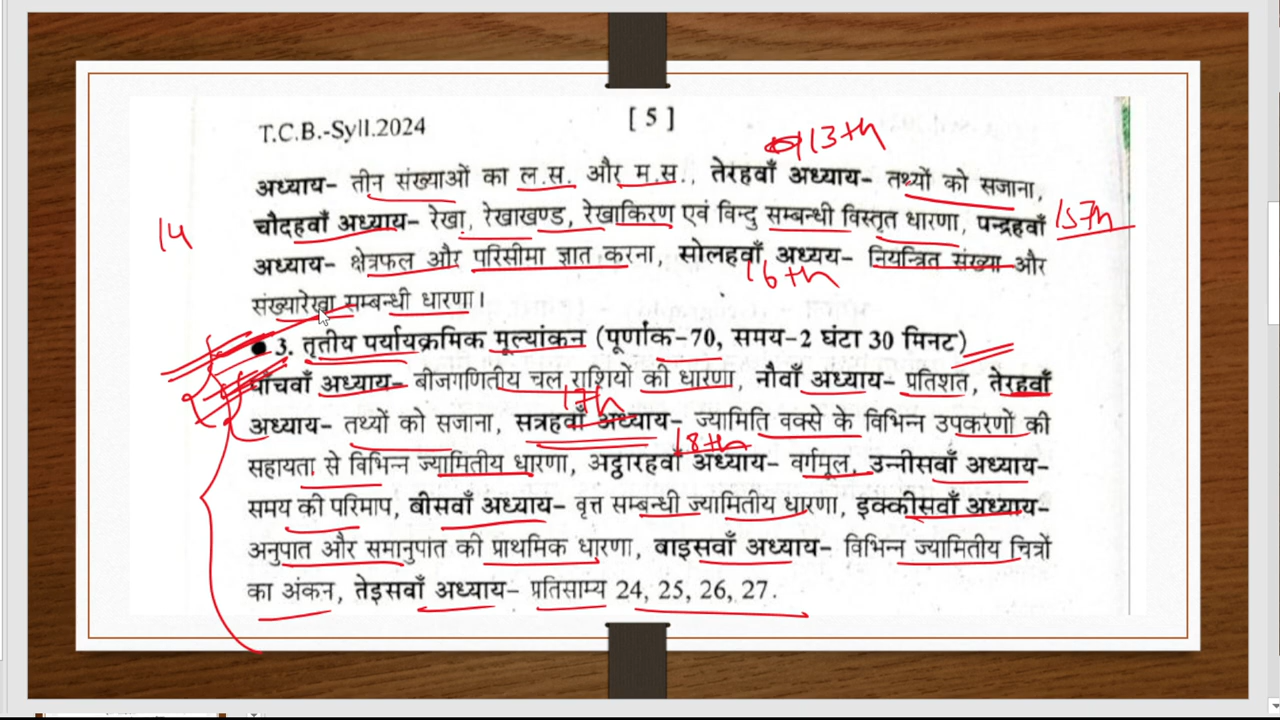 T.C.B.-Syll.2024
[ 5 ]
13th
अध्याय– तीन संख्याओं का ल.स. और म.स., तेरहवाँ अध्याय– तथ्यों को सजाना,
चौदहवाँ अध्याय– रेखा, रेखाखण्ड, रेखाकिरण एवं विन्दु सम्बन्धी विस्तृत धारणा, पन्द्रहवाँ
15th
14
अध्याय– क्षेत्रफल और परिसीमा ज्ञात करना, सोलहवाँ अध्यय– नियन्त्रित संख्या और
16th
संख्यारेखा सम्बन्धी धारणा।
● 3. तृतीय पर्यायक्रमिक मूल्यांकन (पूर्णांक–70, समय–2 घंटा 30 मिनट)
पाँचवाँ अध्याय– बीजगणितीय चल राशियों की धारणा, नौवाँ अध्याय– प्रतिशत, तेरहवाँ
17th
अध्याय– तथ्यों को सजाना, सत्रहवाँ अध्याय– ज्यामिति वक्से के विभिन्न उपकरणों की
18th
सहायता से विभिन्न ज्यामितीय धारणा, अट्ठारहवाँ अध्याय– वर्गमूल, उन्नीसवाँ अध्याय–
समय की परिमाप, बीसवाँ अध्याय– वृत्त सम्बन्धी ज्यामितीय धारणा, इक्कीसवाँ अध्याय–
अनुपात और समानुपात की प्राथमिक धारणा, वाइसवाँ अध्याय– विभिन्न ज्यामितीय चित्रों
का अंकन, तेइसवाँ अध्याय– प्रतिसाम्य 24, 25, 26, 27.